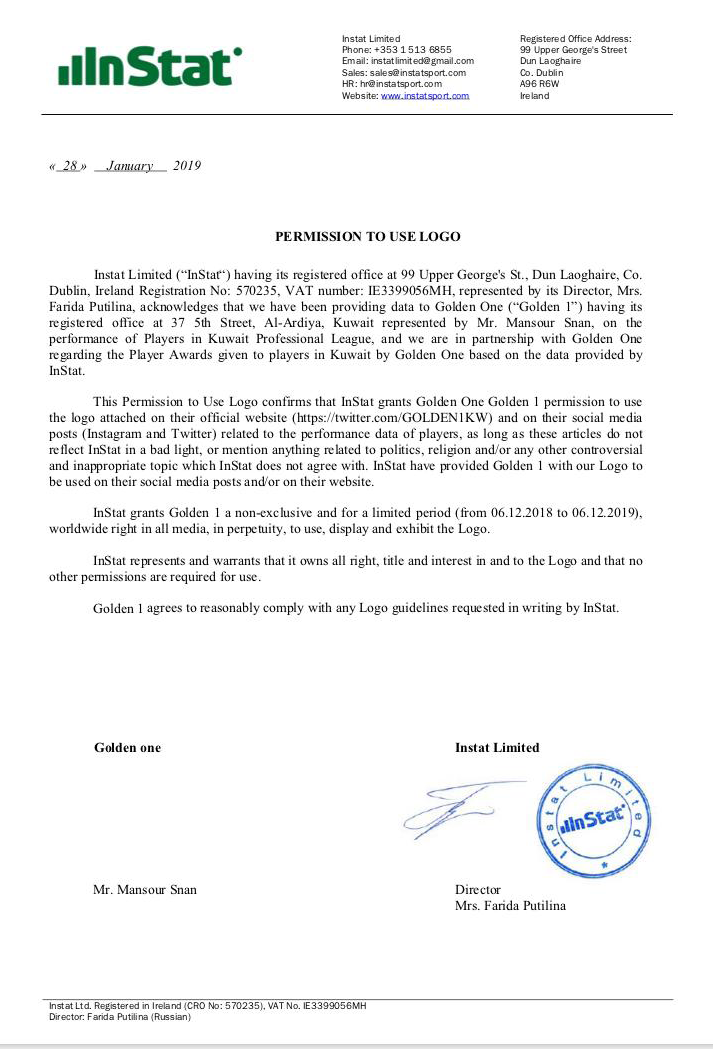 InStat
Instat Limited
Phone: +353 1 513 6855
Email: instatlimited@gmail.com
Sales: sales@instatsport.com
HR: hr@instatsport.com
Website: www.instatsport.com
Registered Office Address:
99 Upper George's Street
Dun Laoghaire
Co. Dublin
A96 R6W
Ireland
« 28 » January 2019
PERMISSION TO USE LOGO
Instat Limited (“InStat“) having its registered office at 99 Upper George's St., Dun Laoghaire, Co.
Dublin, Ireland Registration No: 570235, VAT number: IE3399056MH, represented by its Director, Mrs.
Farida Putilina, acknowledges that we have been providing data to Golden One (“Golden 1”) having its
registered office at 37 5th Street, Al-Ardiya, Kuwait represented by Mr. Mansour Snan, on the
performance of Players in Kuwait Professional League, and we are in partnership with Golden One
regarding the Player Awards given to players in Kuwait by Golden One based on the data provided by
InStat.
This Permission to Use Logo confirms that InStat grants Golden One Golden 1 permission to use
the logo attached on their official website (https://twitter.com/GOLDEN1KW) and on their social media
posts (Instagram and Twitter) related to the performance data of players, as long as these articles do not
reflect InStat in a bad light, or mention anything related to politics, religion and/or any other controversial
and inappropriate topic which InStat does not agree with. InStat have provided Golden 1 with our Logo to
be used on their social media posts and/or on their website.
InStat grants Golden 1 a non-exclusive and for a limited period (from 06.12.2018 to 06.12.2019),
worldwide right in all media, in perpetuity, to use, display and exhibit the Logo.
InStat represents and warrants that it owns all right, title and interest in and to the Logo and that no
other permissions are required for use.
Golden 1 agrees to reasonably comply with any Logo guidelines requested in writing by InStat.
Golden one
Instat Limited
Instat Limited
InStat
Mr. Mansour Snan
Director
Mrs. Farida Putilina
Instat Ltd. Registered in Ireland (CRO No: 570235), VAT No. IE3399056MH
Director: Farida Putilina (Russian)